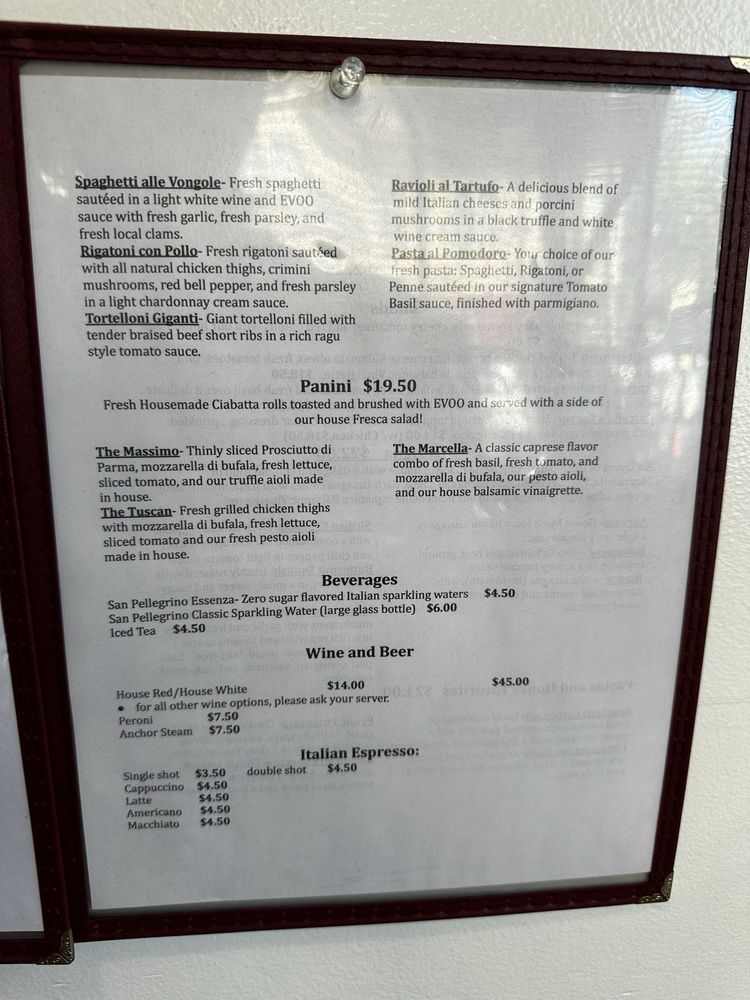 Spaghetti alle Vongole- Fresh spaghetti
sautéed in a light white wine and EVOO
sauce with fresh garlic, fresh parsley, and
fresh local clams.
Rigatoni con Pollo- Fresh rigatoni sautéed
with all natural chicken thighs, crimini
mushrooms, red bell pepper, and fresh parsley
in a light chardonnay cream sauce.
Tortelloni Giganti- Giant tortelloni filled with
tender braised beef short ribs in a rich ragu
style tomato sauce.
Ravioli al Tartufo- A delicious blend of
mild Italian cheeses and porcini
mushrooms in a black truffle and white
wine cream sauce.
Pasta al Pomodoro- Your choice of our
fresh pasta: Spaghetti, Rigatoni, or
Penne sautéed in our signature Tomato
Basil sauce, finished with parmigiano.
Panini $19.50
Fresh Housemade Ciabatta rolls toasted and brushed with EVOO and served with a side of
our house Fresca salad!
The Massimo- Thinly sliced Prosciutto di
Parma, mozzarella di bufala, fresh lettuce,
sliced tomato, and our truffle aioli made
in house.
The Tuscan- Fresh grilled chicken thighs
with mozzarella di bufala, fresh lettuce,
sliced tomato and our fresh pesto aioli
made in house.
The Marcella- A classic caprese flavor
combo of fresh basil, fresh tomato, and
mozzarella di bufala, our pesto aioli,
and our house balsamic vinaigrette.
Beverages
San Pellegrino Essenza- Zero sugar flavored Italian sparkling waters $4.50
San Pellegrino Classic Sparkling Water (large glass bottle) $6.00
Iced Tea $4.50
Wine and Beer
House Red/House White $14.00 $45.00
• for all other wine options, please ask your server.
Peroni $7.50
Anchor Steam $7.50
Italian Espresso:
Single shot $3.50 double shot $4.50
Cappuccino $4.50
Latte $4.50
Americano $4.50
Macchiato $4.50